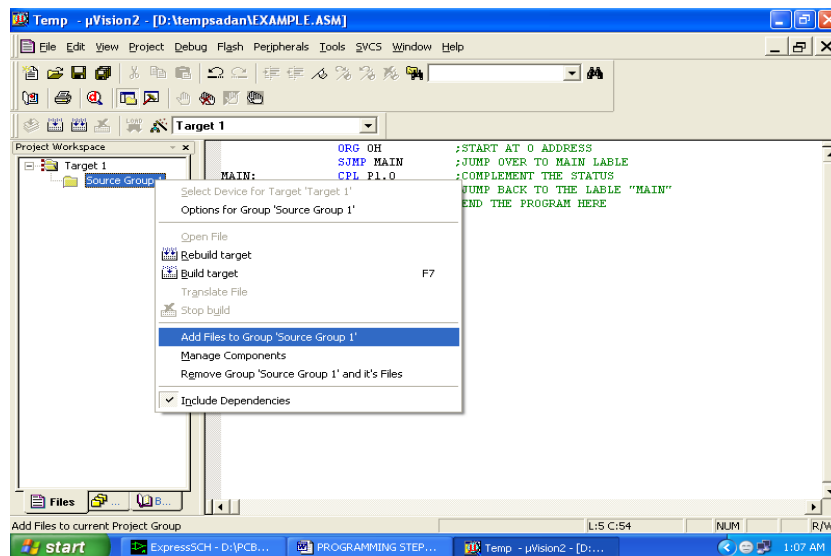 Temp - µVision2 - [D:\tempsadan\EXAMPLE.ASM]
File Edit View Project Debug Flash Peripherals Tools SVCS Window Help
LOAD
Target 1
Project Workspace
Target 1
Source Group 1
ORG OH ;START AT 0 ADDRESS
SJMP MAIN ;JUMP OVER TO MAIN LABLE
MAIN: CPL P1.0 ;COMPLEMENT THE STATUS
JUMP BACK TO THE LABLE "MAIN"
END THE PROGRAM HERE
Select Device for Target 'Target 1'
Options for Group 'Source Group 1'
Open File
Rebuild target
Build target F7
Translate File
Stop build
Add Files to Group 'Source Group 1'
Manage Components
Remove Group 'Source Group 1' and it's Files
Include Dependencies
Files ... B...
Add Files to current Project Group L:5 C:54 NUM R/W
start ExpressSCH - D:\PCB... PROGRAMMING STEP... Temp - µVision2 - [D:... 1:07 AM